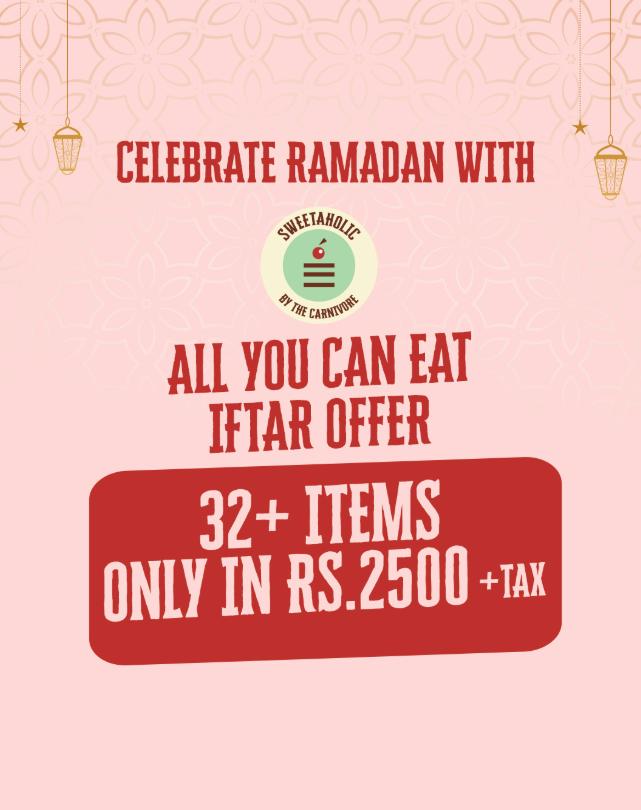 CELEBRATE RAMADAN WITH
SWEETAHOLIC
BY THE CARNIVORE
ALL YOU CAN EAT
IFTAR OFFER
32+ ITEMS
ONLY IN RS.2500 +TAX